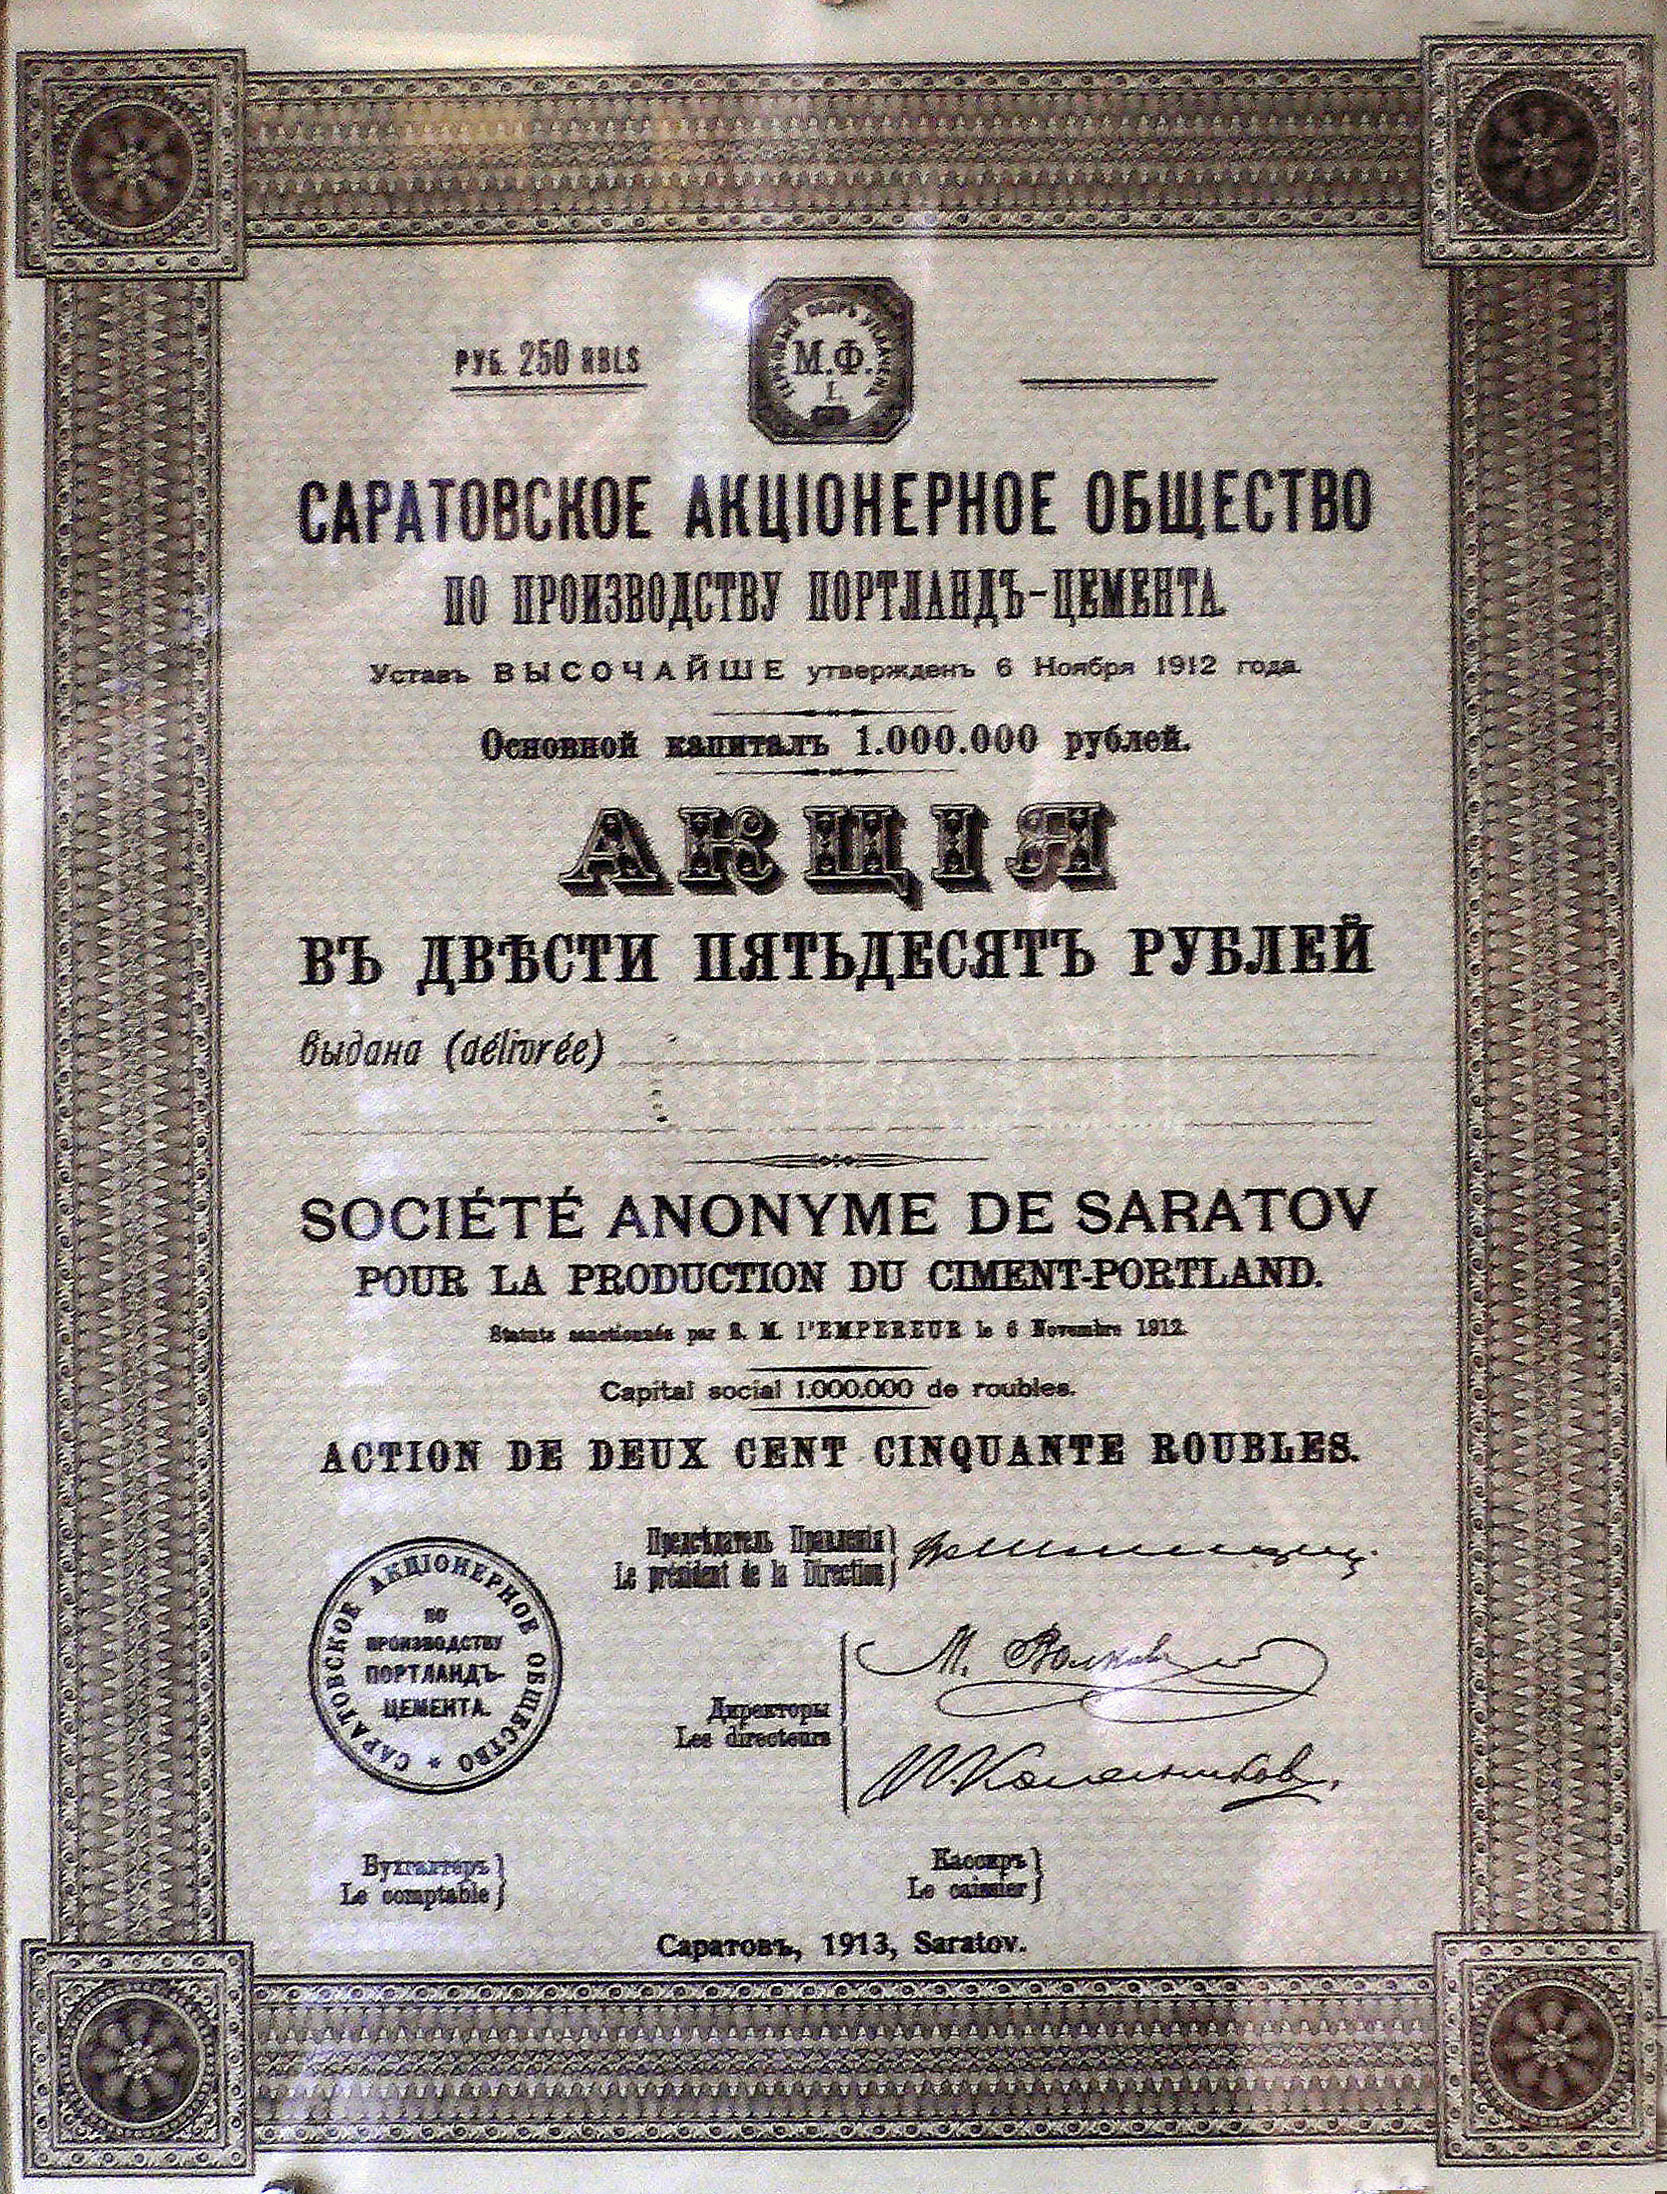 РУБ. 250 RBLS
М.Ф.
САРАТОВСКОЕ АКЦІОНЕРНОЕ ОБЩЕСТВО
ПО ПРОИЗВОДСТВУ ПОРТЛАНДЪ-ЦЕМЕНТА.
Уставъ ВЫСОЧАЙШЕ утвержденъ 6 Ноября 1912 года.
Основной капиталъ 1.000.000 рублей.
АКЦІЯ
ВЪ ДВѢСТИ ПЯТЬДЕСЯТЪ РУБЛЕЙ
выдана (délivrée)
SOCIÉTÉ ANONYME DE SARATOV
POUR LA PRODUCTION DU CIMENT-PORTLAND.
Statuts sanctionnés par S. M. l'EMPEREUR le 6 Novembre 1912.
Capital social 1.000.000 de roubles.
ACTION DE DEUX CENT CINQUANTE ROUBLES.
Предсѣдатель Правленія
Le président de la Direction
САРАТОВСКОЕ АКЦІОНЕРНОЕ ОБЩЕСТВО
ПО
ПРОИЗВОДСТВУ
ПОРТЛАНДЪ-
ЦЕМЕНТА.
М. Волковъ
Директоры
Les directeurs
Колесниковъ
Бухгалтеръ
Le comptable
Кассиръ
Le caissier
Саратовъ, 1913, Saratov.